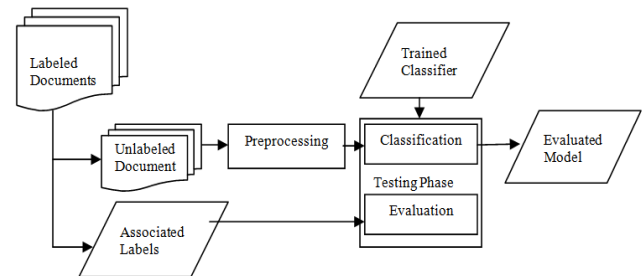 Labeled
Documents
Trained
Classifier
Unlabeled
Document
Preprocessing
Classification
Evaluated
Model
Testing Phase
Evaluation
Associated
Labels